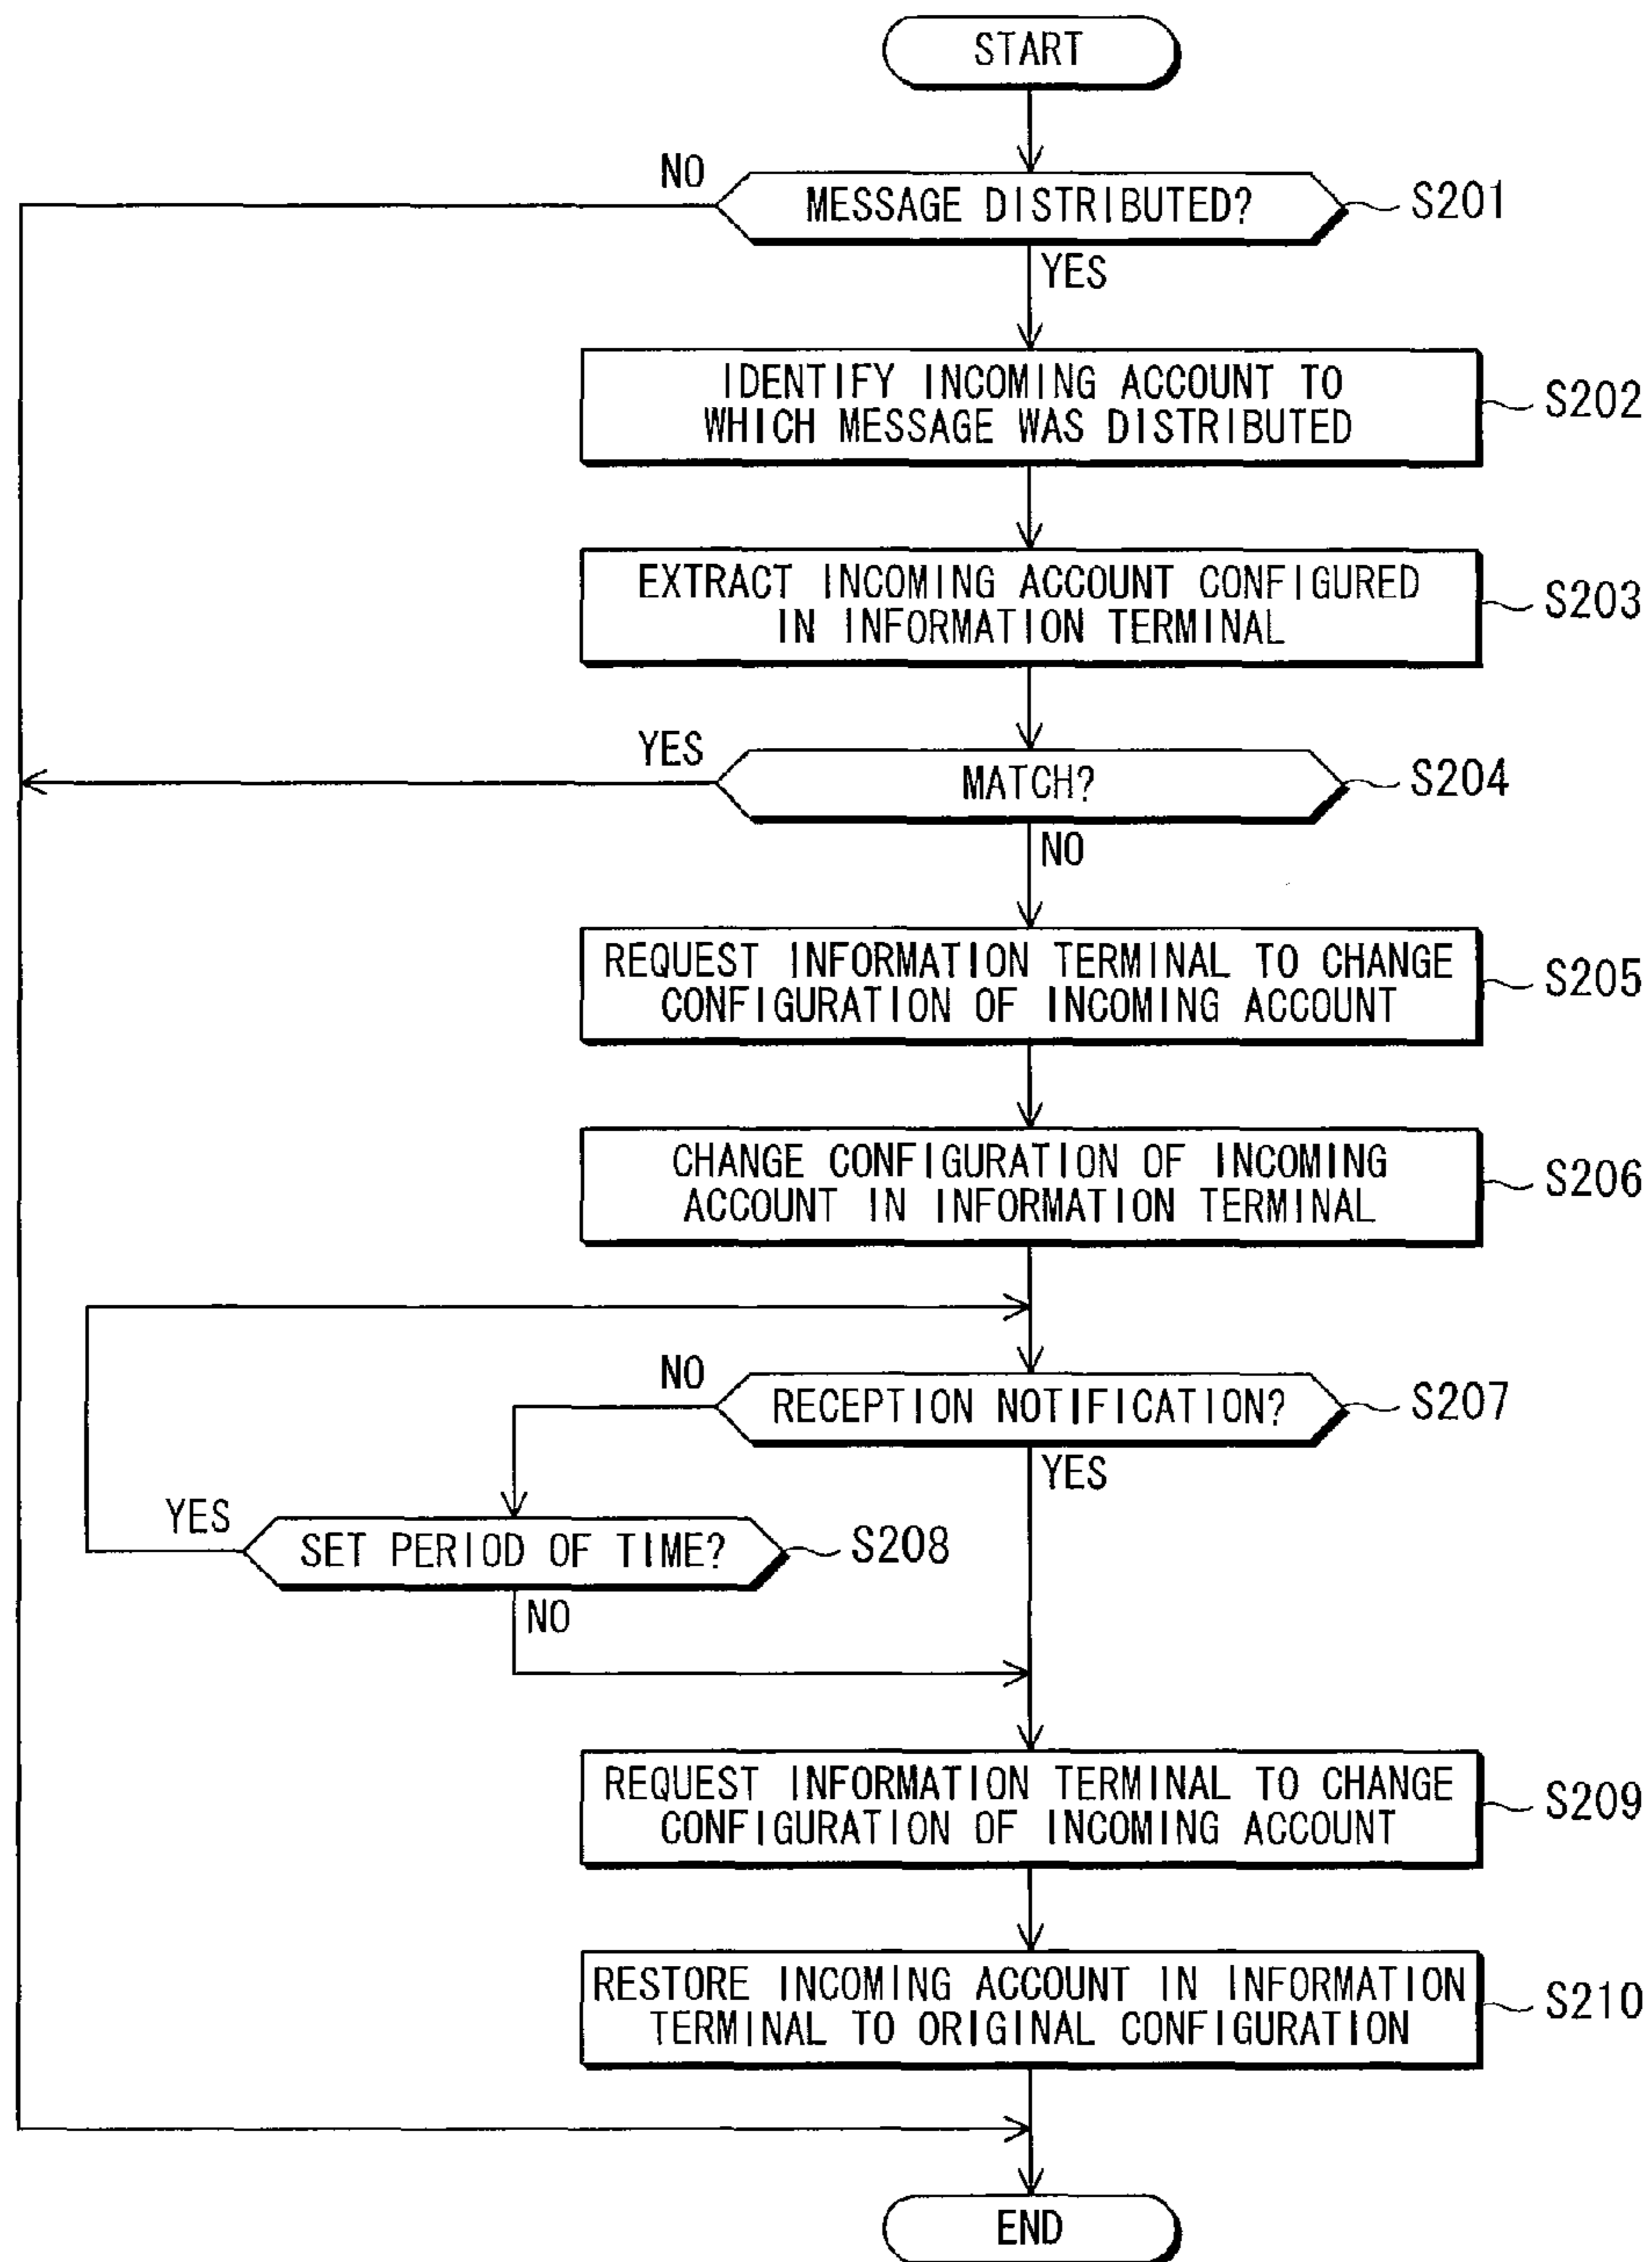 START
NO
MESSAGE DISTRIBUTED?
S201
YES
IDENTIFY INCOMING ACCOUNT TO
WHICH MESSAGE WAS DISTRIBUTED
S202
EXTRACT INCOMING ACCOUNT CONFIGURED
IN INFORMATION TERMINAL
S203
YES
MATCH?
S204
NO
REQUEST INFORMATION TERMINAL TO CHANGE
CONFIGURATION OF INCOMING ACCOUNT
S205
CHANGE CONFIGURATION OF INCOMING
ACCOUNT IN INFORMATION TERMINAL
S206
NO
RECEPTION NOTIFICATION?
S207
YES
YES
SET PERIOD OF TIME?
S208
NO
REQUEST INFORMATION TERMINAL TO CHANGE
CONFIGURATION OF INCOMING ACCOUNT
S209
RESTORE INCOMING ACCOUNT IN INFORMATION
TERMINAL TO ORIGINAL CONFIGURATION
S210
END